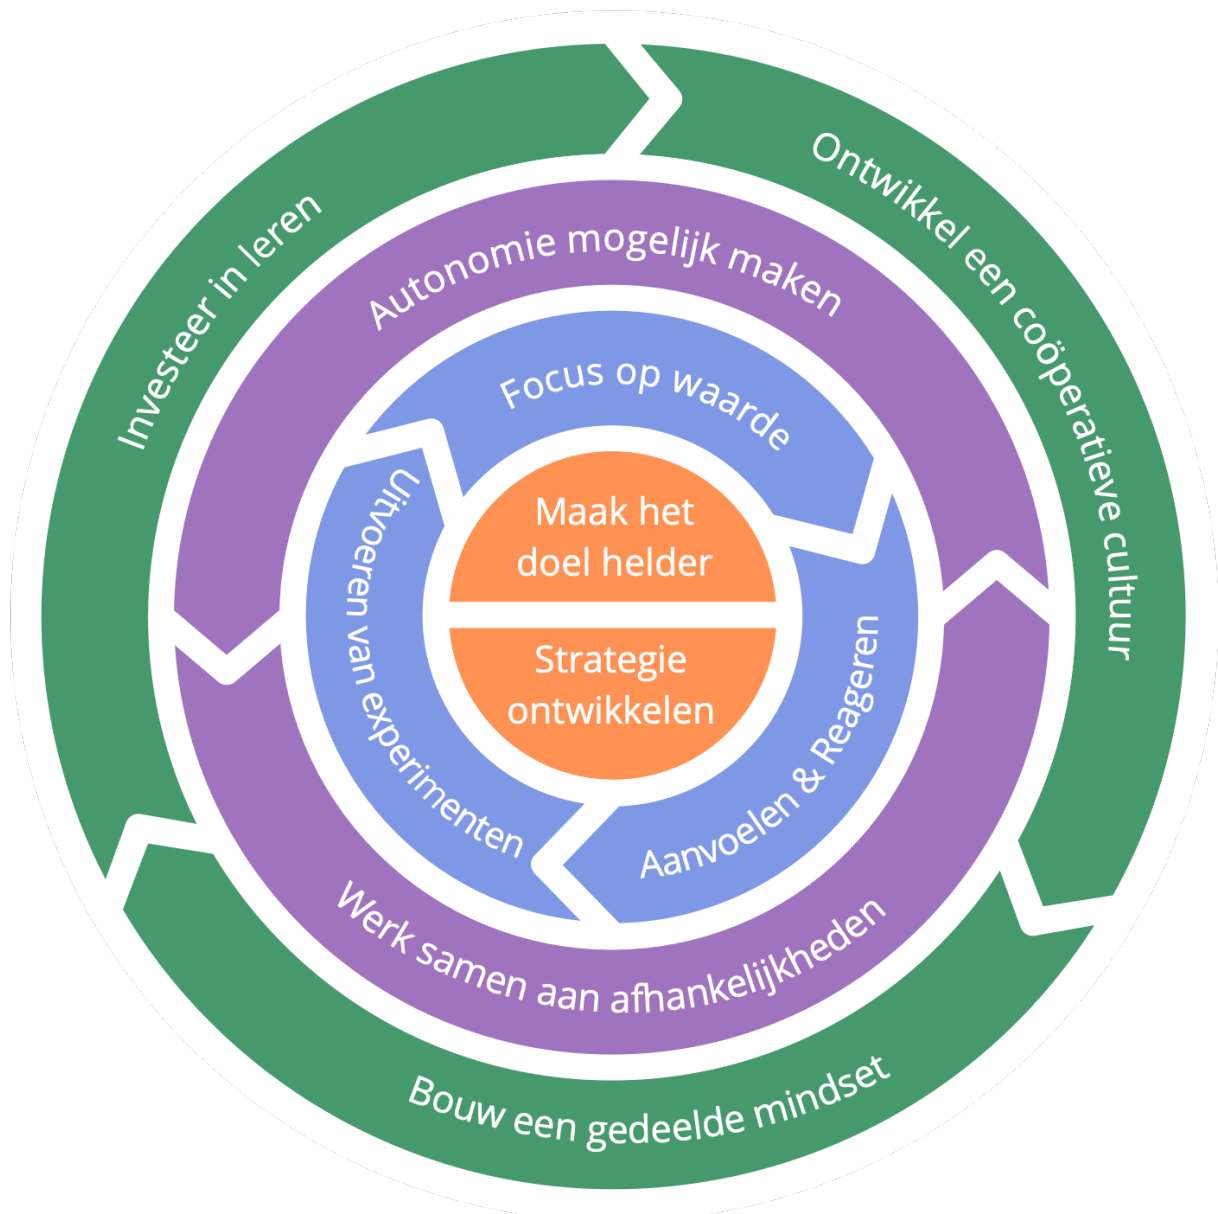 Investeer in leren
Ontwikkel een coöperatieve cultuur
Autonomie mogelijk maken
Focus op waarde
Maak het
doel helder
Strategie
ontwikkelen
Uitvoeren van experimenten
Aanvoelen & Reageren
Werk samen aan afhankelijkheden
Bouw een gedeelde mindset